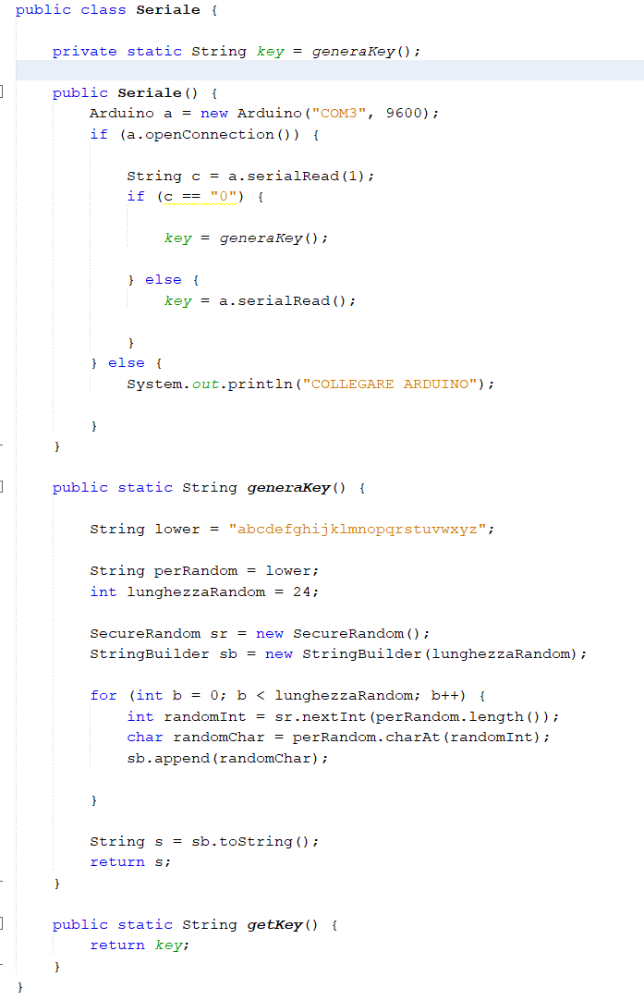 public class Seriale {
private static String key = generaKey();
public Seriale() {
Arduino a = new Arduino("COM3", 9600);
if (a.openConnection()) {
String c = a.serialRead(1);
if (c == "0") {
key = generaKey();
} else {
key = a.serialRead();
}
} else {
System.out.println("COLLEGARE ARDUINO");
}
}
public static String generaKey() {
String lower = "abcdefghijklmnopqrstuvwxyz";
String perRandom = lower;
int lunghezzaRandom = 24;
SecureRandom sr = new SecureRandom();
StringBuilder sb = new StringBuilder(lunghezzaRandom);
for (int b = 0; b < lunghezzaRandom; b++) {
int randomInt = sr.nextInt(perRandom.length());
char randomChar = perRandom.charAt(randomInt);
sb.append(randomChar);
}
String s = sb.toString();
return s;
}
public static String getKey() {
return key;
}
}